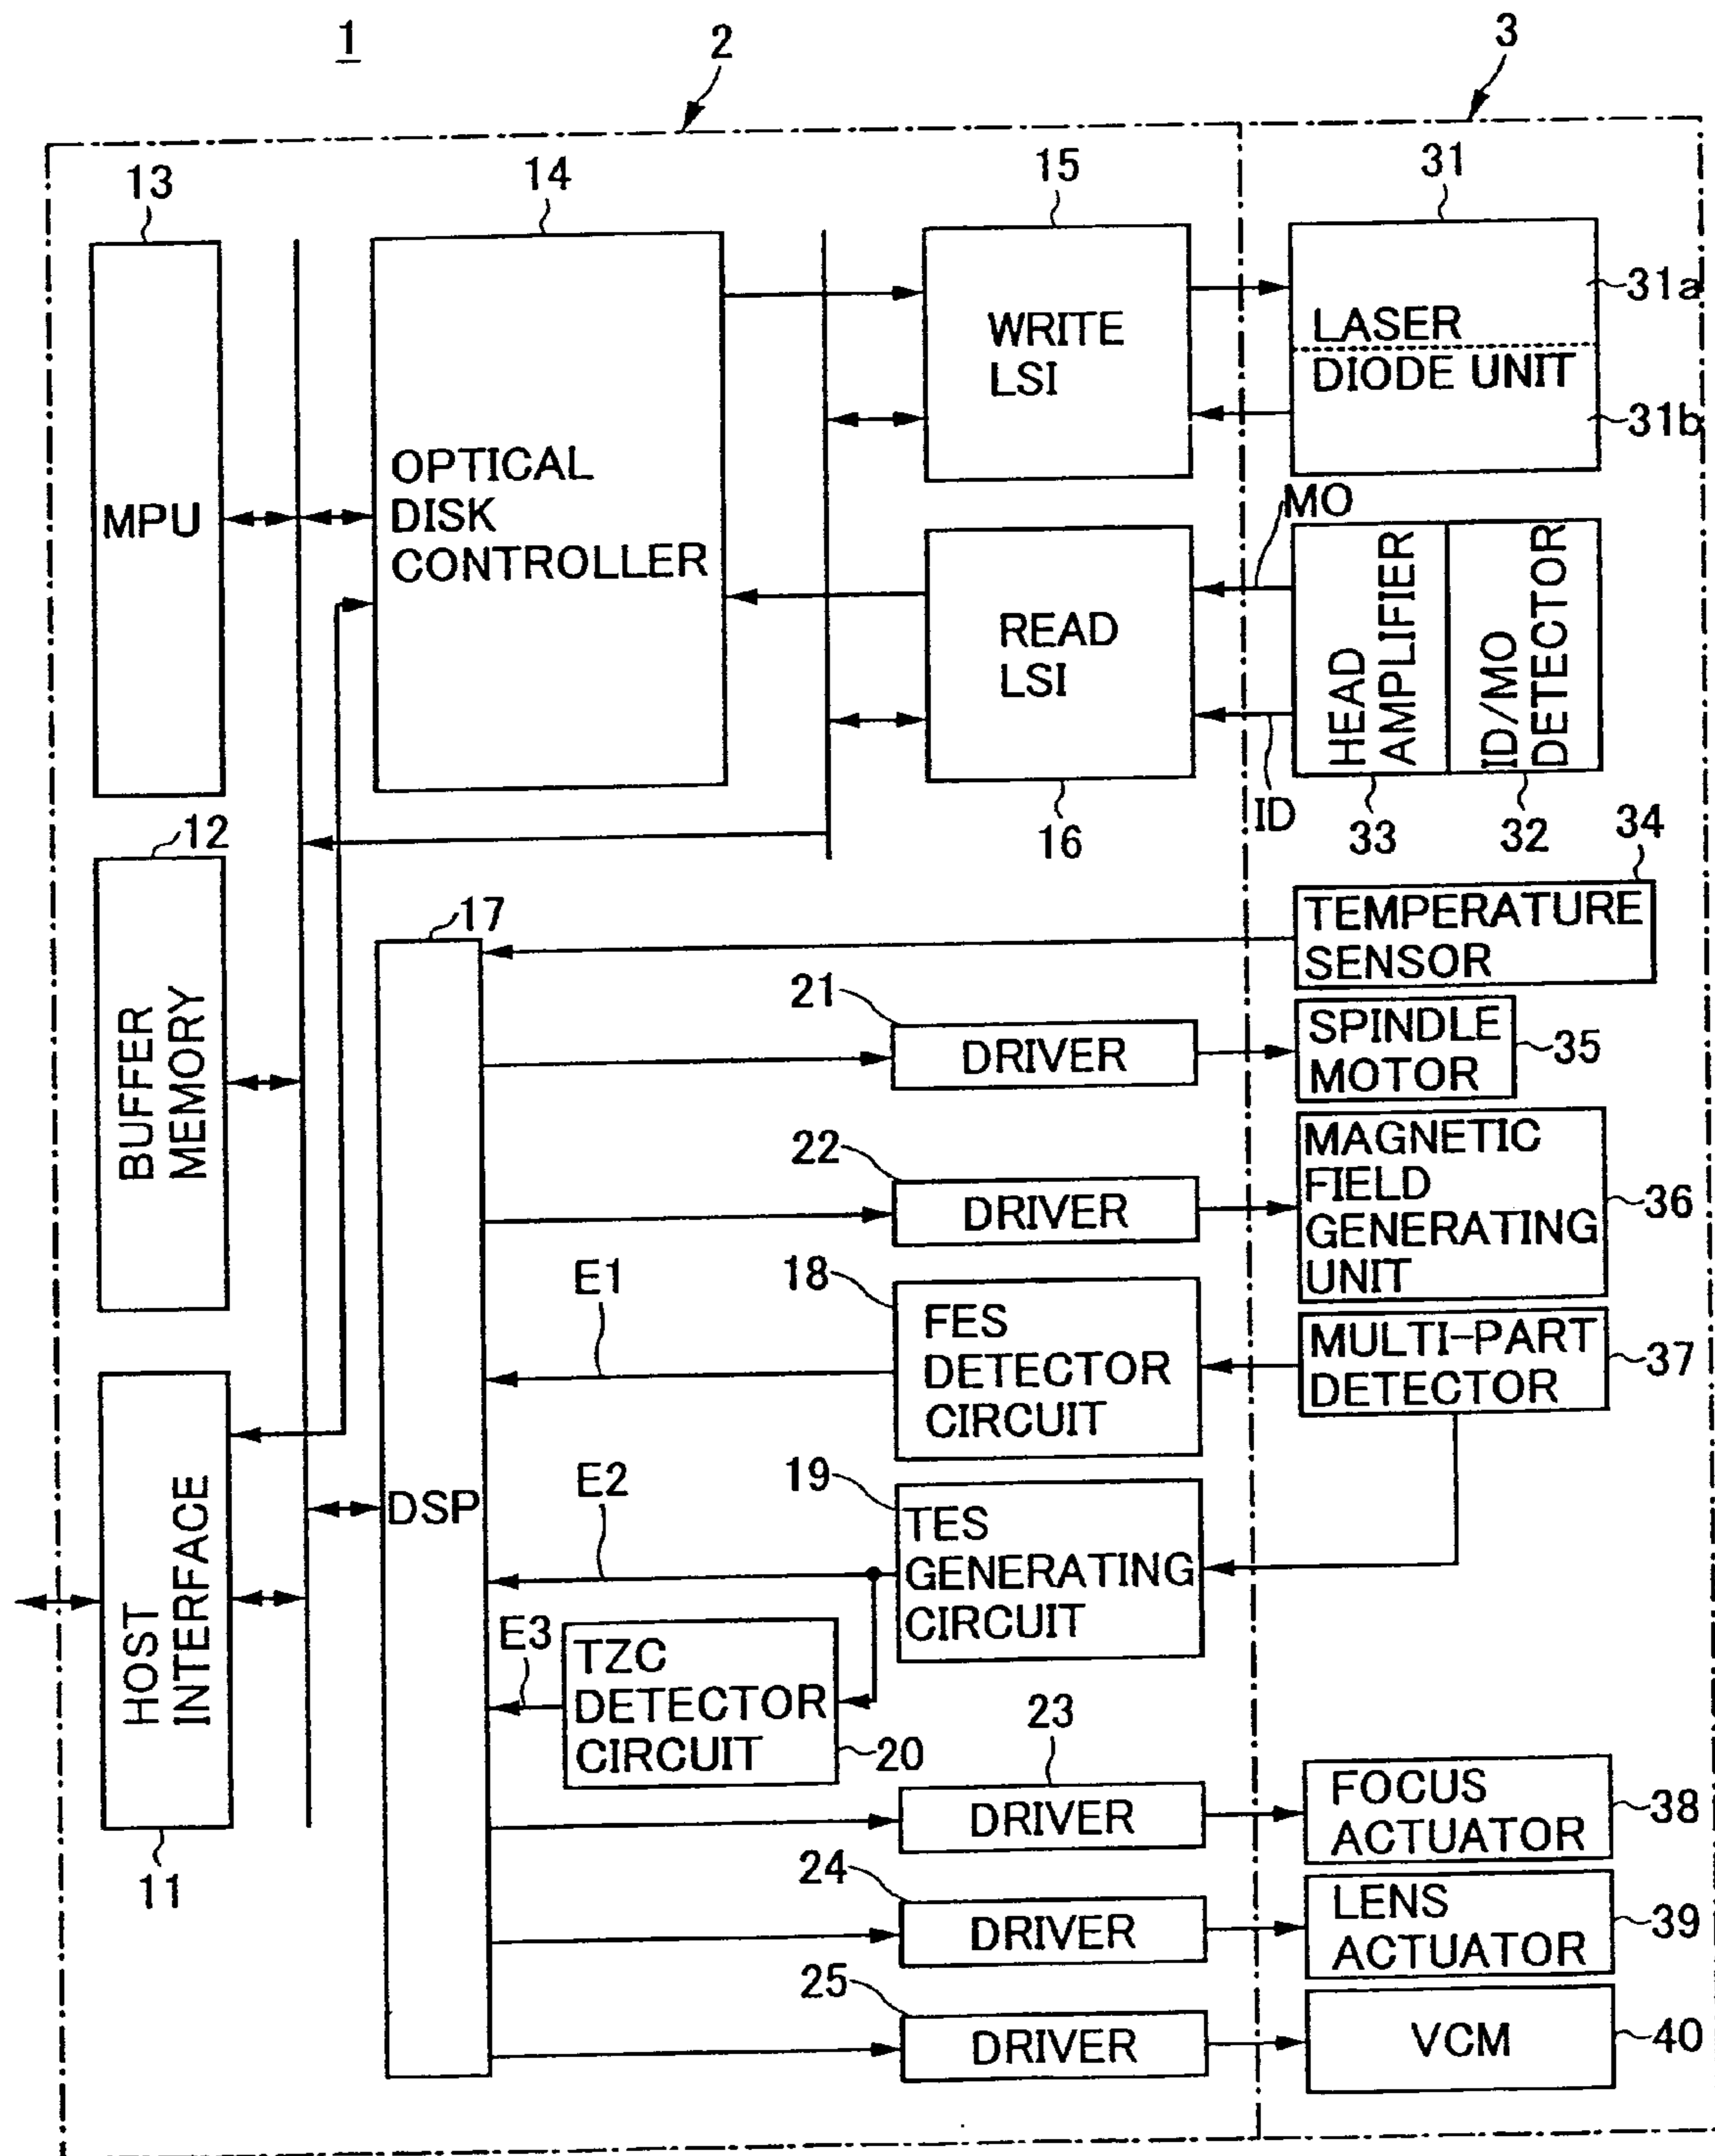 1
2
3
13
14
15
31
MPU
OPTICAL
DISK
CONTROLLER
WRITE
LSI
LASER
DIODE UNIT
31a
31b
MO
READ
LSI
HEAD
AMPLIFIER
ID/MO
DETECTOR
ID
16
33
32
34
12
BUFFER
MEMORY
17
TEMPERATURE
SENSOR
21
DRIVER
SPINDLE
MOTOR
35
22
DRIVER
MAGNETIC
FIELD
GENERATING
UNIT
36
E1
18
FES
DETECTOR
CIRCUIT
MULTI-PART
DETECTOR
37
HOST
INTERFACE
11
DSP
E2
19
TES
GENERATING
CIRCUIT
E3
TZC
DETECTOR
CIRCUIT
20
23
DRIVER
FOCUS
ACTUATOR
38
24
DRIVER
LENS
ACTUATOR
39
25
DRIVER
VCM
40